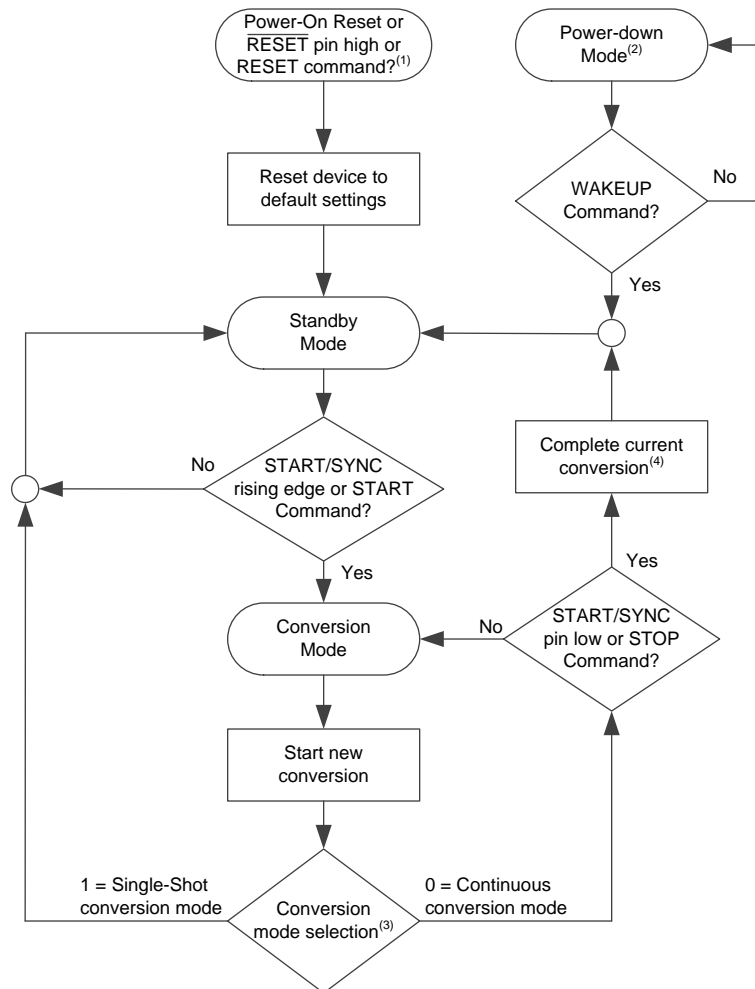 Power-On Reset or
RESET pin high or
RESET command?(1)
Power-down
Mode(2)
Reset device to
default settings
WAKEUP
Command?
No
Yes
Standby
Mode
Complete current
conversion(4)
No
START/SYNC
rising edge or START
Command?
Yes
Yes
Conversion
Mode
No
START/SYNC
pin low or STOP
Command?
Start new
conversion
1 = Single-Shot
conversion mode
0 = Continuous
conversion mode
Conversion
mode selection(3)